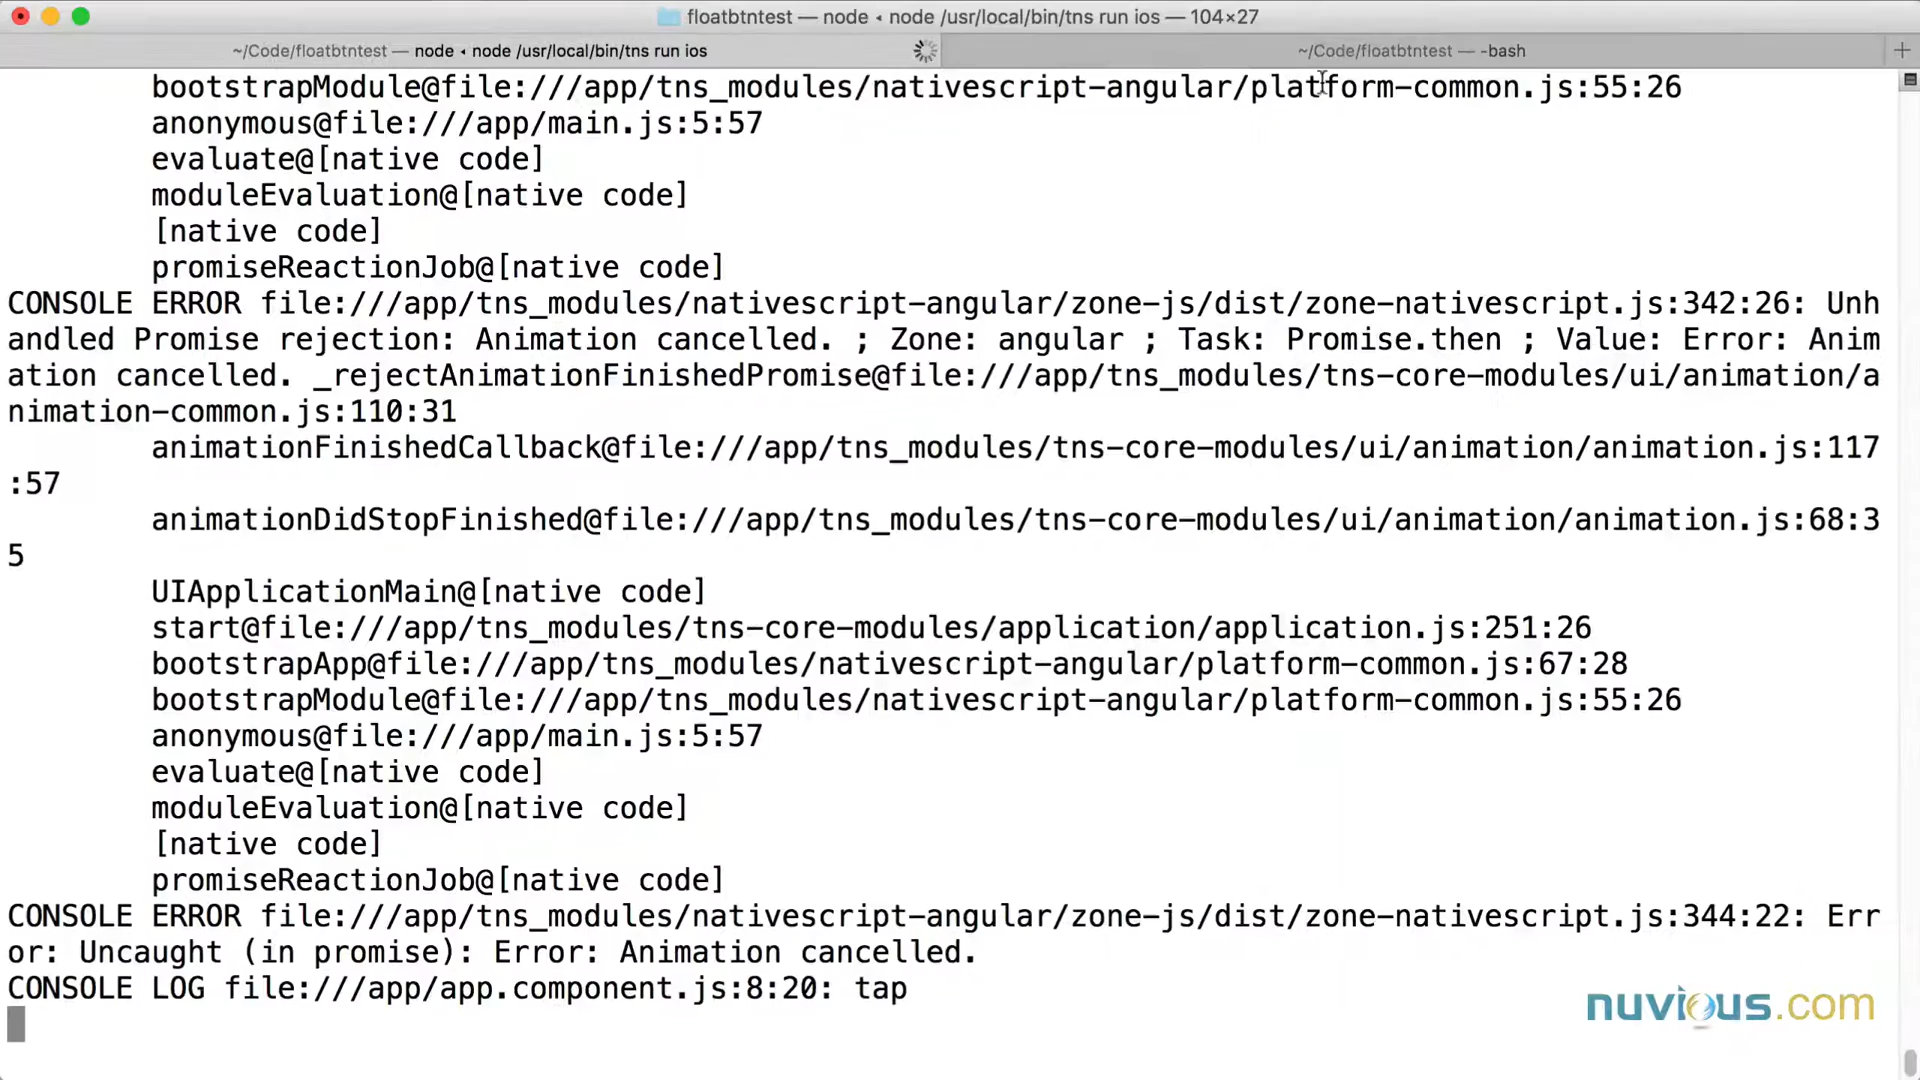 floatbtntest — node ◂ node /usr/local/bin/tns run ios — 104×27
~/Code/floatbtntest — node ◂ node /usr/local/bin/tns run ios
~/Code/floatbtntest — -bash
bootstrapModule@file:///app/tns_modules/nativescript-angular/platform-common.js:55:26
anonymous@file:///app/main.js:5:57
evaluate@[native code]
moduleEvaluation@[native code]
[native code]
promiseReactionJob@[native code]
CONSOLE ERROR file:///app/tns_modules/nativescript-angular/zone-js/dist/zone-nativescript.js:342:26: Unh
andled Promise rejection: Animation cancelled. ; Zone: angular ; Task: Promise.then ; Value: Error: Anim
ation cancelled. _rejectAnimationFinishedPromise@file:///app/tns_modules/tns-core-modules/ui/animation/a
nimation-common.js:110:31
animationFinishedCallback@file:///app/tns_modules/tns-core-modules/ui/animation/animation.js:117
:57
animationDidStopFinished@file:///app/tns_modules/tns-core-modules/ui/animation/animation.js:68:3
5
UIApplicationMain@[native code]
start@file:///app/tns_modules/tns-core-modules/application/application.js:251:26
bootstrapApp@file:///app/tns_modules/nativescript-angular/platform-common.js:67:28
bootstrapModule@file:///app/tns_modules/nativescript-angular/platform-common.js:55:26
anonymous@file:///app/main.js:5:57
evaluate@[native code]
moduleEvaluation@[native code]
[native code]
promiseReactionJob@[native code]
CONSOLE ERROR file:///app/tns_modules/nativescript-angular/zone-js/dist/zone-nativescript.js:344:22: Err
or: Uncaught (in promise): Error: Animation cancelled.
CONSOLE LOG file:///app/app.component.js:8:20: tap
nuvious.com